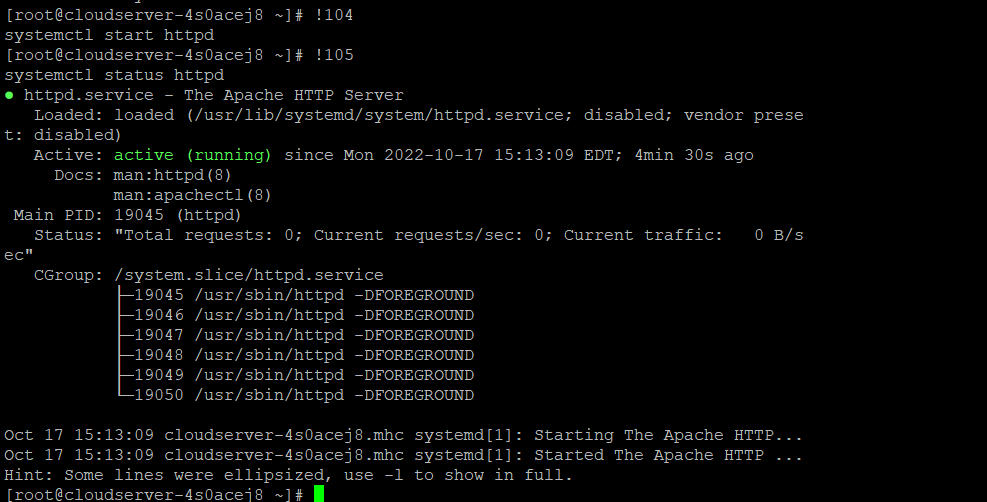 [root@cloudserver-4s0acej8 ~]# !104
systemctl start httpd
[root@cloudserver-4s0acej8 ~]# !105
systemctl status httpd
● httpd.service - The Apache HTTP Server
   Loaded: loaded (/usr/lib/systemd/system/httpd.service; disabled; vendor prese
t: disabled)
   Active: active (running) since Mon 2022-10-17 15:13:09 EDT; 4min 30s ago
     Docs: man:httpd(8)
           man:apachectl(8)
 Main PID: 19045 (httpd)
   Status: "Total requests: 0; Current requests/sec: 0; Current traffic:   0 B/s
ec"
   CGroup: /system.slice/httpd.service
           ├─19045 /usr/sbin/httpd -DFOREGROUND
           ├─19046 /usr/sbin/httpd -DFOREGROUND
           ├─19047 /usr/sbin/httpd -DFOREGROUND
           ├─19048 /usr/sbin/httpd -DFOREGROUND
           ├─19049 /usr/sbin/httpd -DFOREGROUND
           └─19050 /usr/sbin/httpd -DFOREGROUND

Oct 17 15:13:09 cloudserver-4s0acej8.mhc systemd[1]: Starting The Apache HTTP...
Oct 17 15:13:09 cloudserver-4s0acej8.mhc systemd[1]: Started The Apache HTTP ...
Hint: Some lines were ellipsized, use -l to show in full.
[root@cloudserver-4s0acej8 ~]#